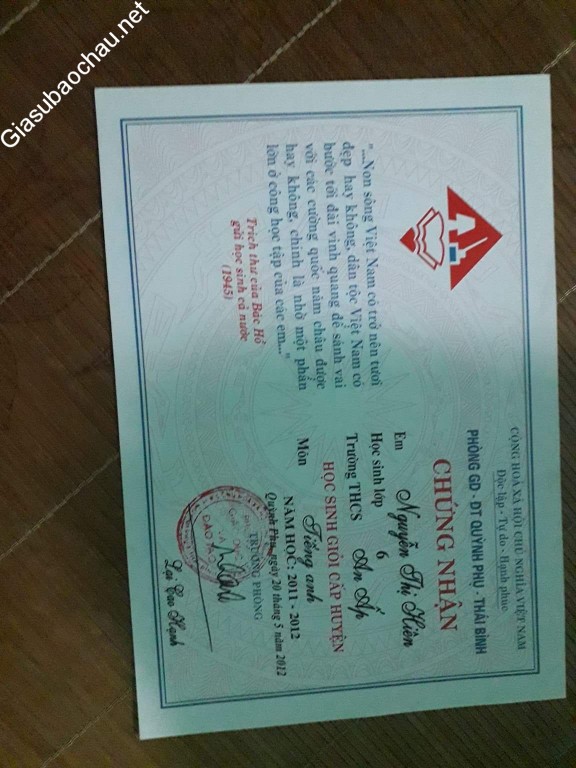 Giasubaochau.net
"...Non sông Việt Nam có trở nên tươi
đẹp hay không, dân tộc Việt Nam có
bước tới đài vinh quang để sánh vai
với các cường quốc năm châu được
hay không, chính là nhờ một phần
lớn ở công học tập của các em..."
Trích thư của Bác Hồ
gửi học sinh cả nước
(1945)
CỘNG HOÀ XÃ HỘI CHỦ NGHĨA VIỆT NAM
Độc lập - Tự do - Hạnh phúc
PHÒNG GD - ĐT QUỲNH PHỤ - THÁI BÌNH
CHỨNG NHẬN
Em Nguyễn Thị Hiền
Học sinh lớp 6
Trường THCS An Ấp
HỌC SINH GIỎI CẤP HUYỆN
Môn Tiếng anh
NĂM HỌC: 2011 - 2012
Quỳnh Phụ, ngày 20 tháng 5 năm 2012
TRƯỞNG PHÒNG
Lại Cao Hạnh